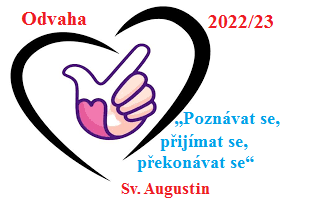 Odvaha 2022/23
„Poznávat se,
přijímat se,
překonávat se“
Sv. Augustin